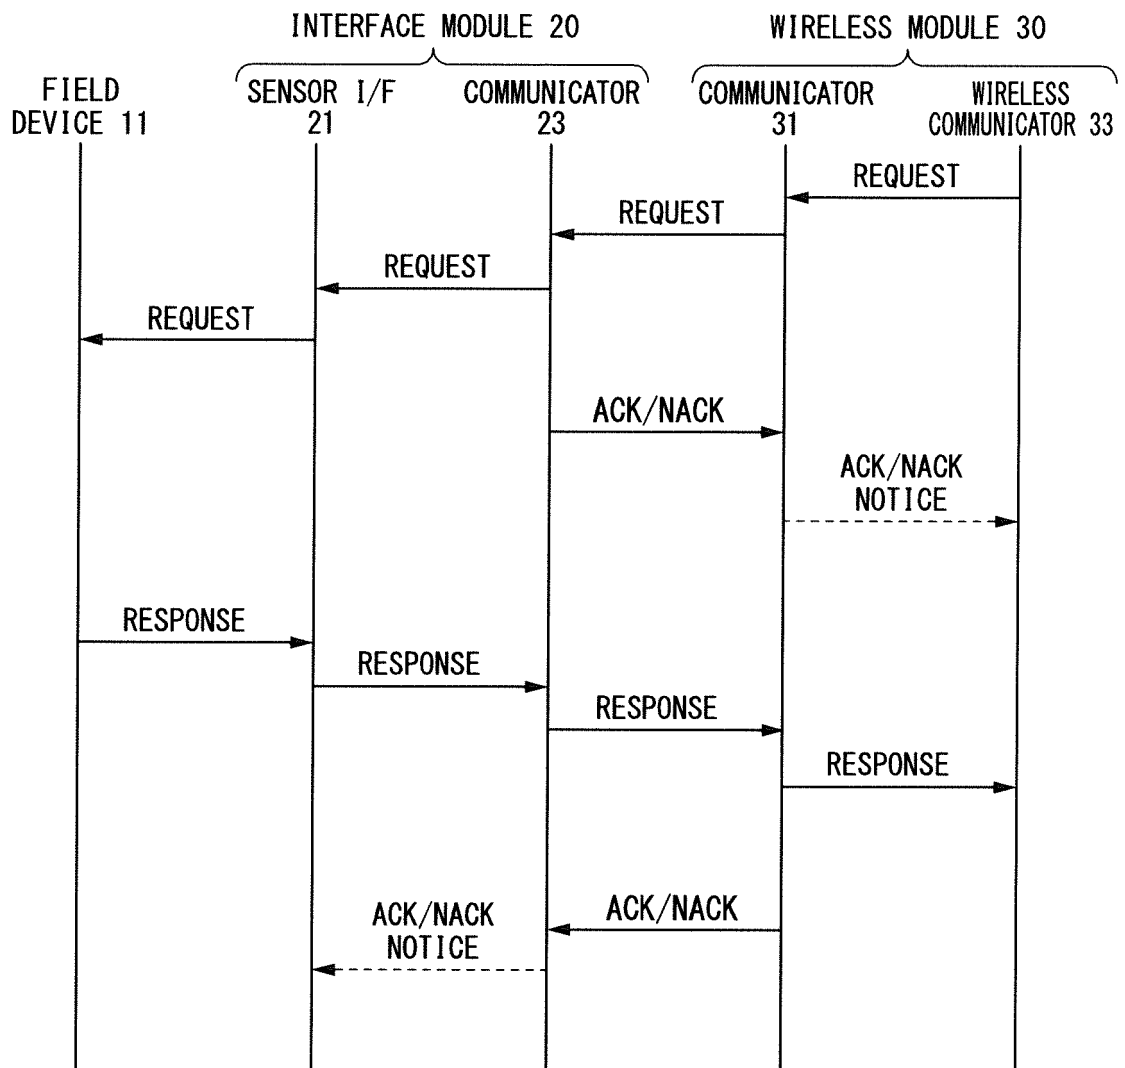 INTERFACE MODULE 20
WIRELESS MODULE 30
FIELD
DEVICE 11
SENSOR I/F
21
COMMUNICATOR
23
COMMUNICATOR
31
WIRELESS
COMMUNICATOR 33
REQUEST
REQUEST
REQUEST
REQUEST
ACK/NACK
ACK/NACK
NOTICE
RESPONSE
RESPONSE
RESPONSE
RESPONSE
ACK/NACK
ACK/NACK
NOTICE